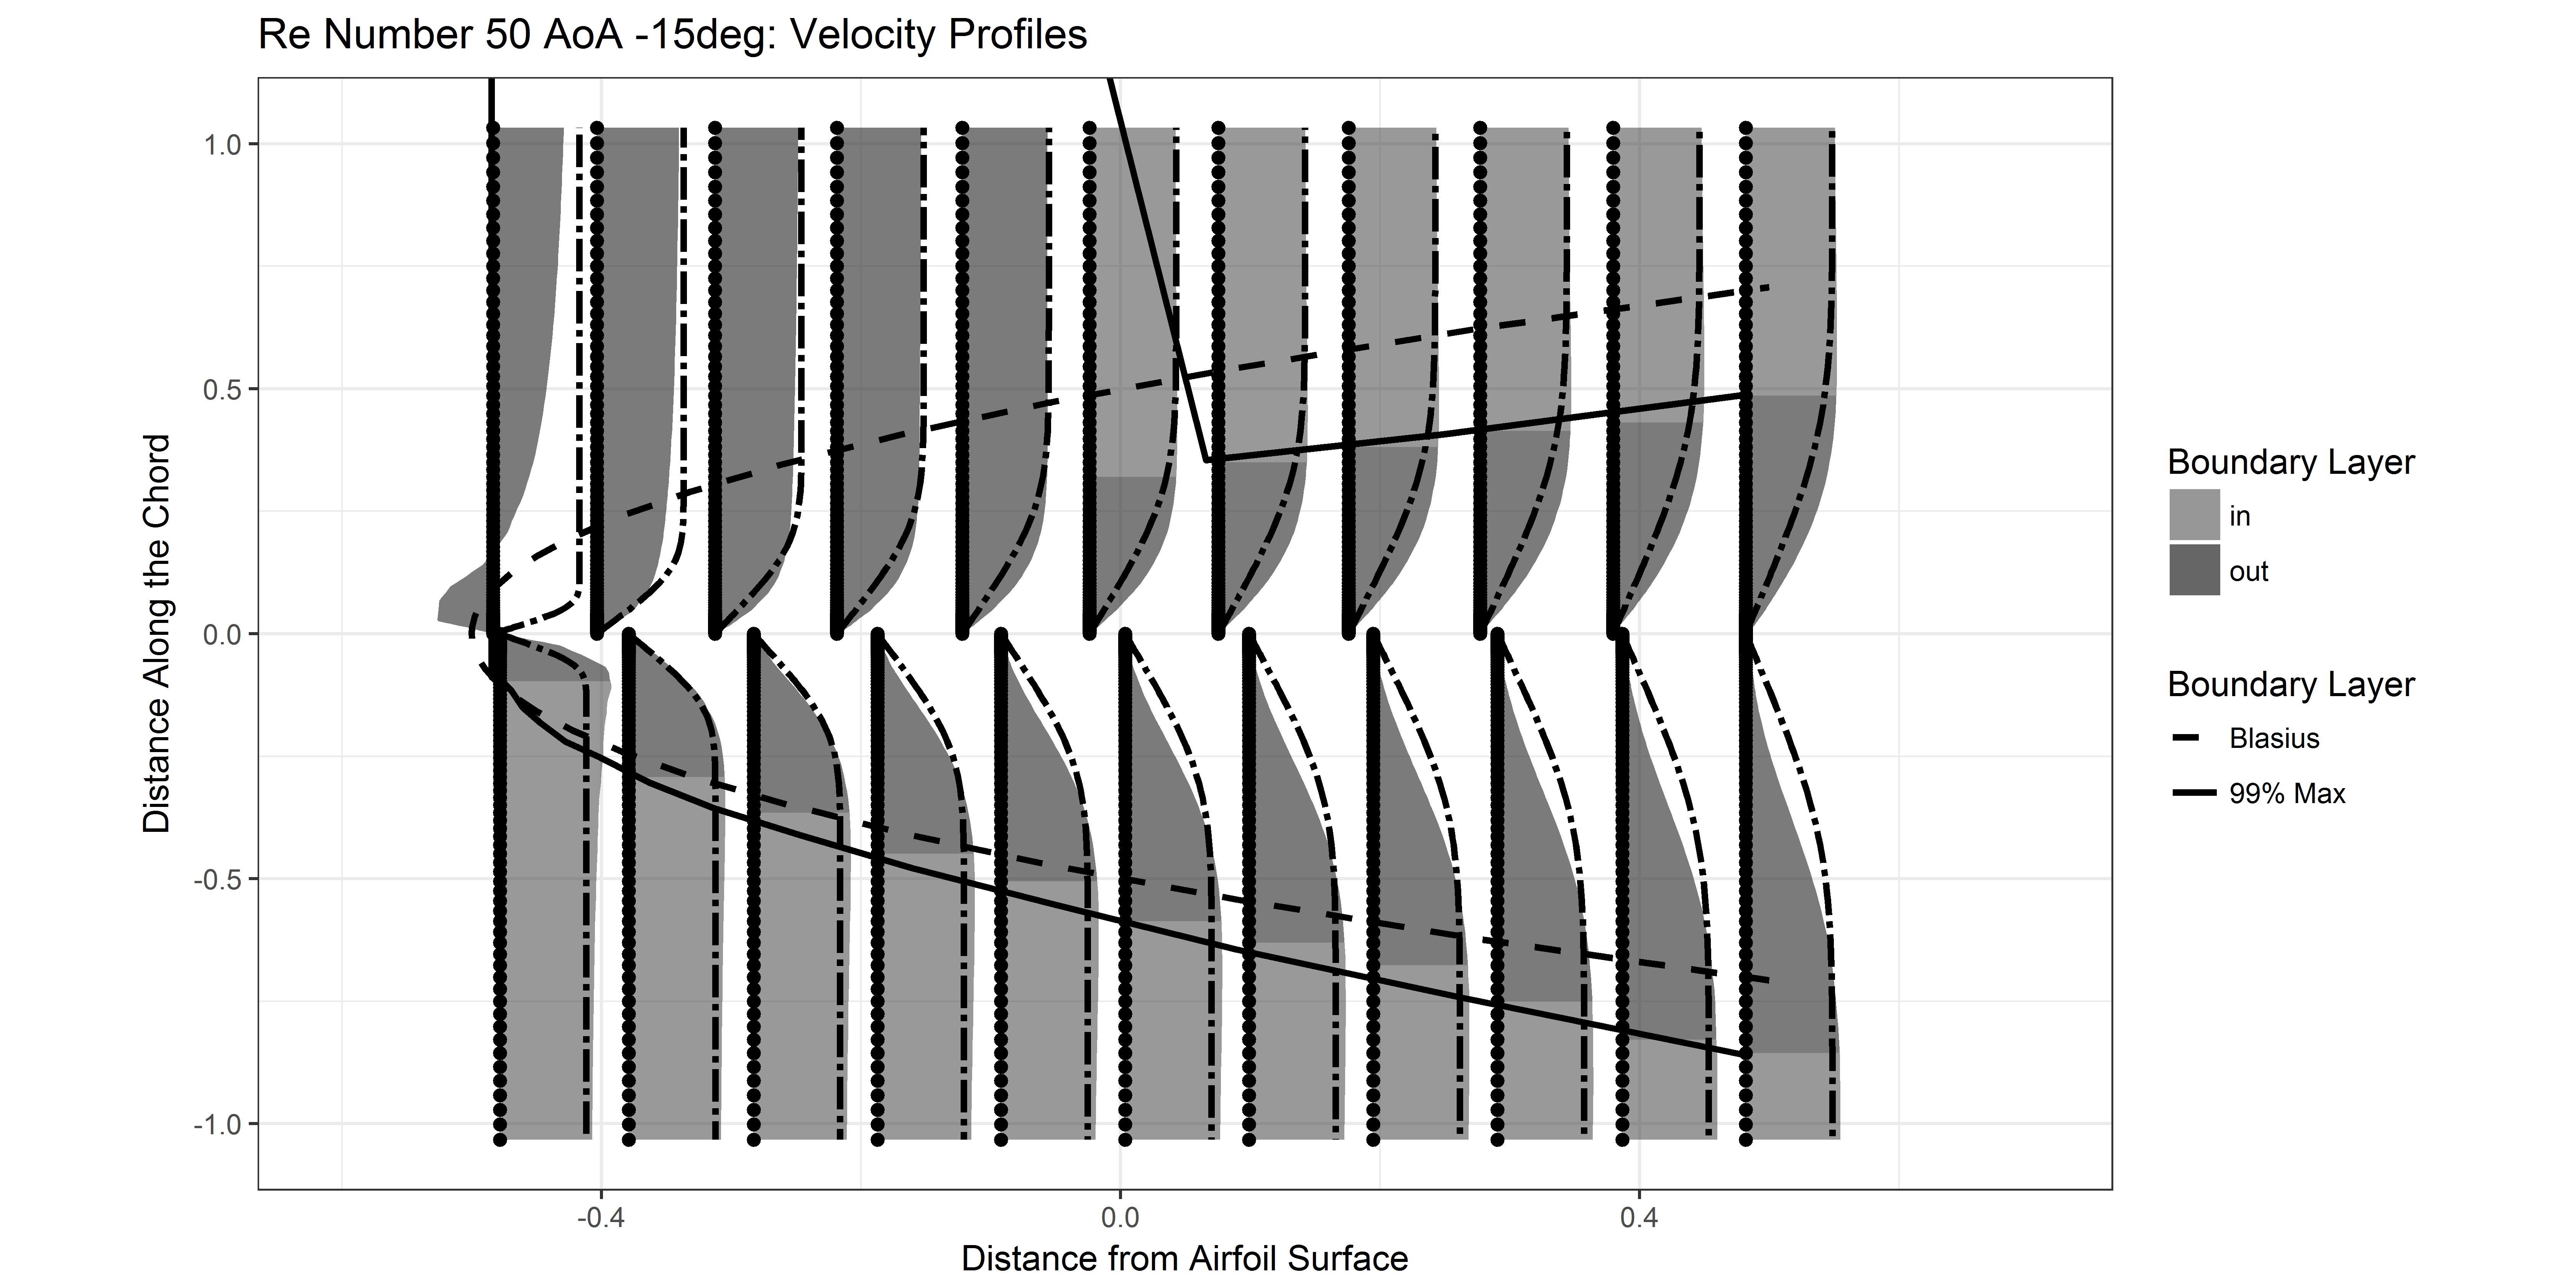 Re Number 50 AoA -15deg: Velocity Profiles
Distance Along the Chord
1.0
0.5
0.0
-0.5
-1.0
-0.4
0.0
0.4
Distance from Airfoil Surface
Boundary Layer
in
out
Boundary Layer
Blasius
99% Max